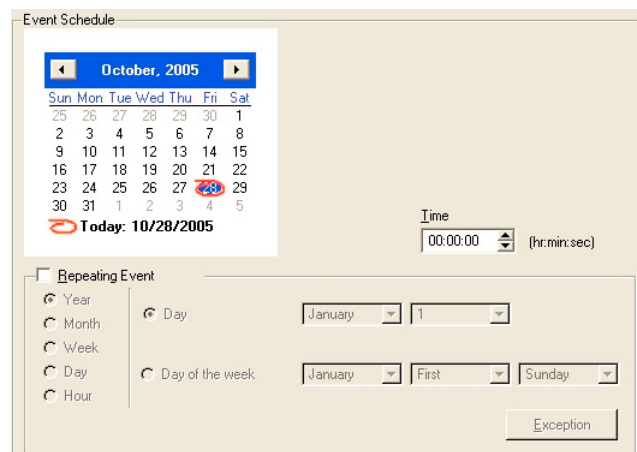 Event Schedule
October, 2005
Sun Mon Tue Wed Thu Fri Sat
25 26 27 28 29 30 1
2 3 4 5 6 7 8
9 10 11 12 13 14 15
16 17 18 19 20 21 22
23 24 25 26 27 28 29
30 31 1 2 3 4 5
Today: 10/28/2005
Time
00:00:00 (hr:min:sec)
Repeating Event
Year
Month
Week
Day
Hour
Day January 1
Day of the week January First Sunday
Exception